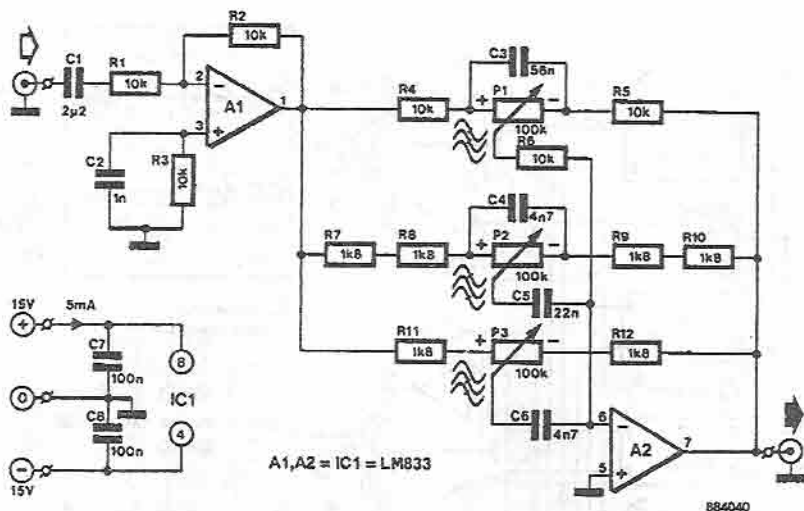 R2
10k
C1
2µ2
R1
10k
2
−
A1
1
3
+
C2
1n
R3
10k
C3
56n
R4
10k
+
P1
−
100k
R5
10k
R6
10k
C4
4n7
R7
1k8
R8
1k8
+
P2
−
100k
R9
1k8
R10
1k8
C5
22n
R11
1k8
+
P3
−
100k
R12
1k8
C6
4n7
6
−
A2
7
5
+
15V
+
5mA
C7
100n
8
0
IC1
C8
100n
4
−
15V
A1,A2 = IC1 = LM833
884040